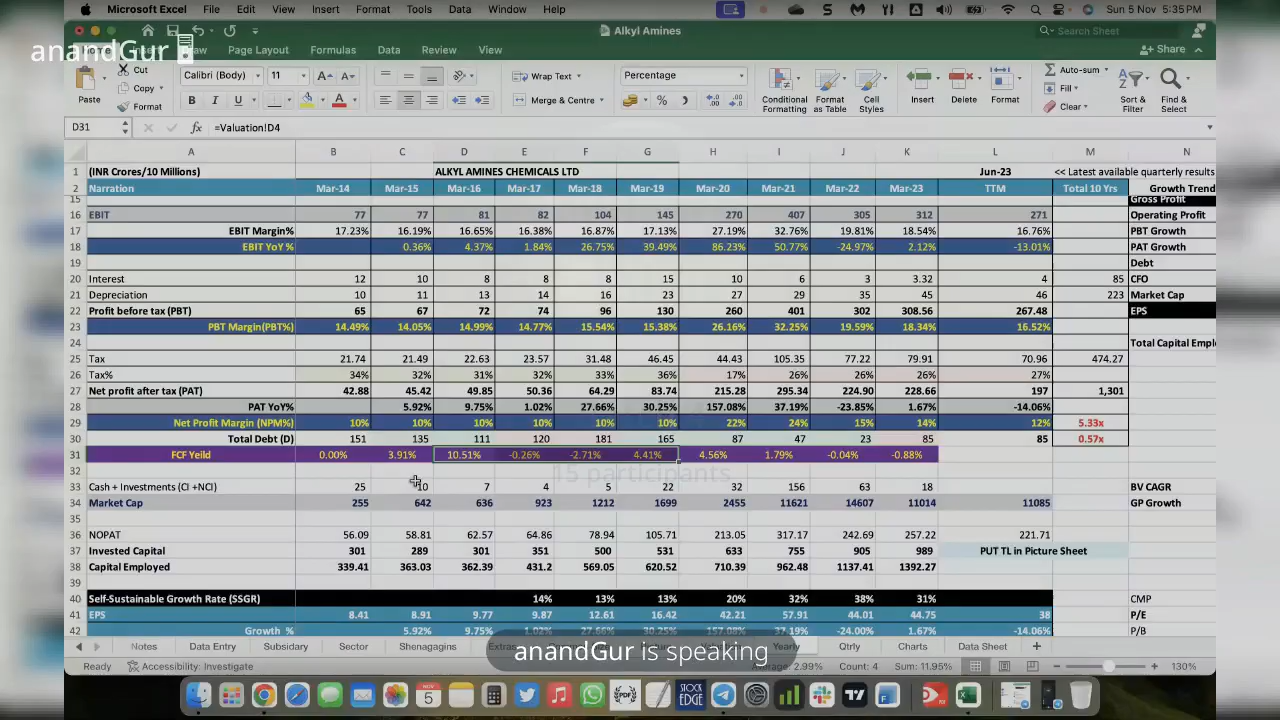 Microsoft Excel File Edit View Insert Format Tools Data Window Help Sun 5 Nov 5:35 PM
anandGur
Alkyl Amines
Search Sheet
Page Layout Formulas Data Review View
Share
Paste
Cut
Copy
Format
Calibri (Body) 11
B I U
Wrap Text
Merge & Centre
Percentage
Conditional Formatting
Format as Table
Cell Styles
Insert
Delete
Format
Auto-sum
Fill
Clear
Sort & Filter
Find & Select
D31 fx =Valuation!D4
A B C D E F G H I J K L M N
1 (INR Crores/10 Millions) ALKYL AMINES CHEMICALS LTD Jun-23 << Latest available quarterly results
2 Narration Mar-14 Mar-15 Mar-16 Mar-17 Mar-18 Mar-19 Mar-20 Mar-21 Mar-22 Mar-23 TTM Total 10 Yrs Growth Trend
15 Gross Profit
16 EBIT 77 77 81 82 104 145 270 407 305 312 271 Operating Profit
17 EBIT Margin% 17.23% 16.19% 16.65% 16.38% 16.87% 17.13% 27.19% 32.76% 19.81% 18.54% 16.76% PBT Growth
18 EBIT YoY % 0.36% 4.37% 1.84% 26.75% 39.49% 86.23% 50.77% -24.97% 2.12% -13.01% PAT Growth
19 Debt
20 Interest 12 10 8 8 8 15 10 6 3 3.32 4 85 CFO
21 Depreciation 10 11 13 14 16 23 27 29 35 45 46 223 Market Cap
22 Profit before tax (PBT) 65 67 72 74 96 130 260 401 302 308.56 267.48 EPS
23 PBT Margin(PBT%) 14.49% 14.05% 14.99% 14.77% 15.54% 15.38% 26.16% 32.25% 19.59% 18.34% 16.52%
24 Total Capital Empl
25 Tax 21.74 21.49 22.63 23.57 31.48 46.45 44.43 105.35 77.22 79.91 70.96 474.27
26 Tax% 34% 32% 31% 32% 33% 36% 17% 26% 26% 26% 27%
27 Net profit after tax (PAT) 42.88 45.42 49.85 50.36 64.29 83.74 215.28 295.34 224.90 228.66 197 1,301
28 PAT YoY% 5.92% 9.75% 1.02% 27.66% 30.25% 157.08% 37.19% -23.85% 1.67% -14.06%
29 Net Profit Margin (NPM%) 10% 10% 10% 10% 10% 10% 22% 24% 15% 14% 12% 5.33x
30 Total Debt (D) 151 135 111 120 181 165 87 47 23 85 85 0.57x
31 FCF Yeild 0.00% 3.91% 10.51% -0.26% -2.71% 4.41% 4.56% 1.79% -0.04% -0.88%
15 participants
32
33 Cash + Investments (CI +NCI) 25 10 7 4 5 22 32 156 63 18 BV CAGR
34 Market Cap 255 642 636 923 1212 1699 2455 11621 14607 11014 11085 GP Growth
35
36 NOPAT 56.09 58.81 62.57 64.86 78.94 105.71 213.05 317.17 242.69 257.22 221.71
37 Invested Capital 301 289 301 351 500 531 633 755 905 989 PUT TL in Picture Sheet
38 Capital Employed 339.41 363.03 362.39 431.2 569.05 620.52 710.39 962.48 1137.41 1392.27
39
40 Self-Sustainable Growth Rate (SSGR) 14% 13% 13% 20% 32% 38% 31% CMP
41 EPS 8.41 8.91 9.77 9.87 12.61 16.42 42.21 57.91 44.01 44.75 38 P/E
42 Growth % 5.92% 9.75% 1.02% 27.66% 30.25% 157.08% 37.19% -24.00% 1.67% -14.06% P/B
Notes Data Entry Subsidary Sector Shenagagins Yearly Qtrly Charts Data Sheet
anandGur is speaking
Ready Accessibility: Investigate Average: 2.99% Count: 4 Sum: 11.95% 130%